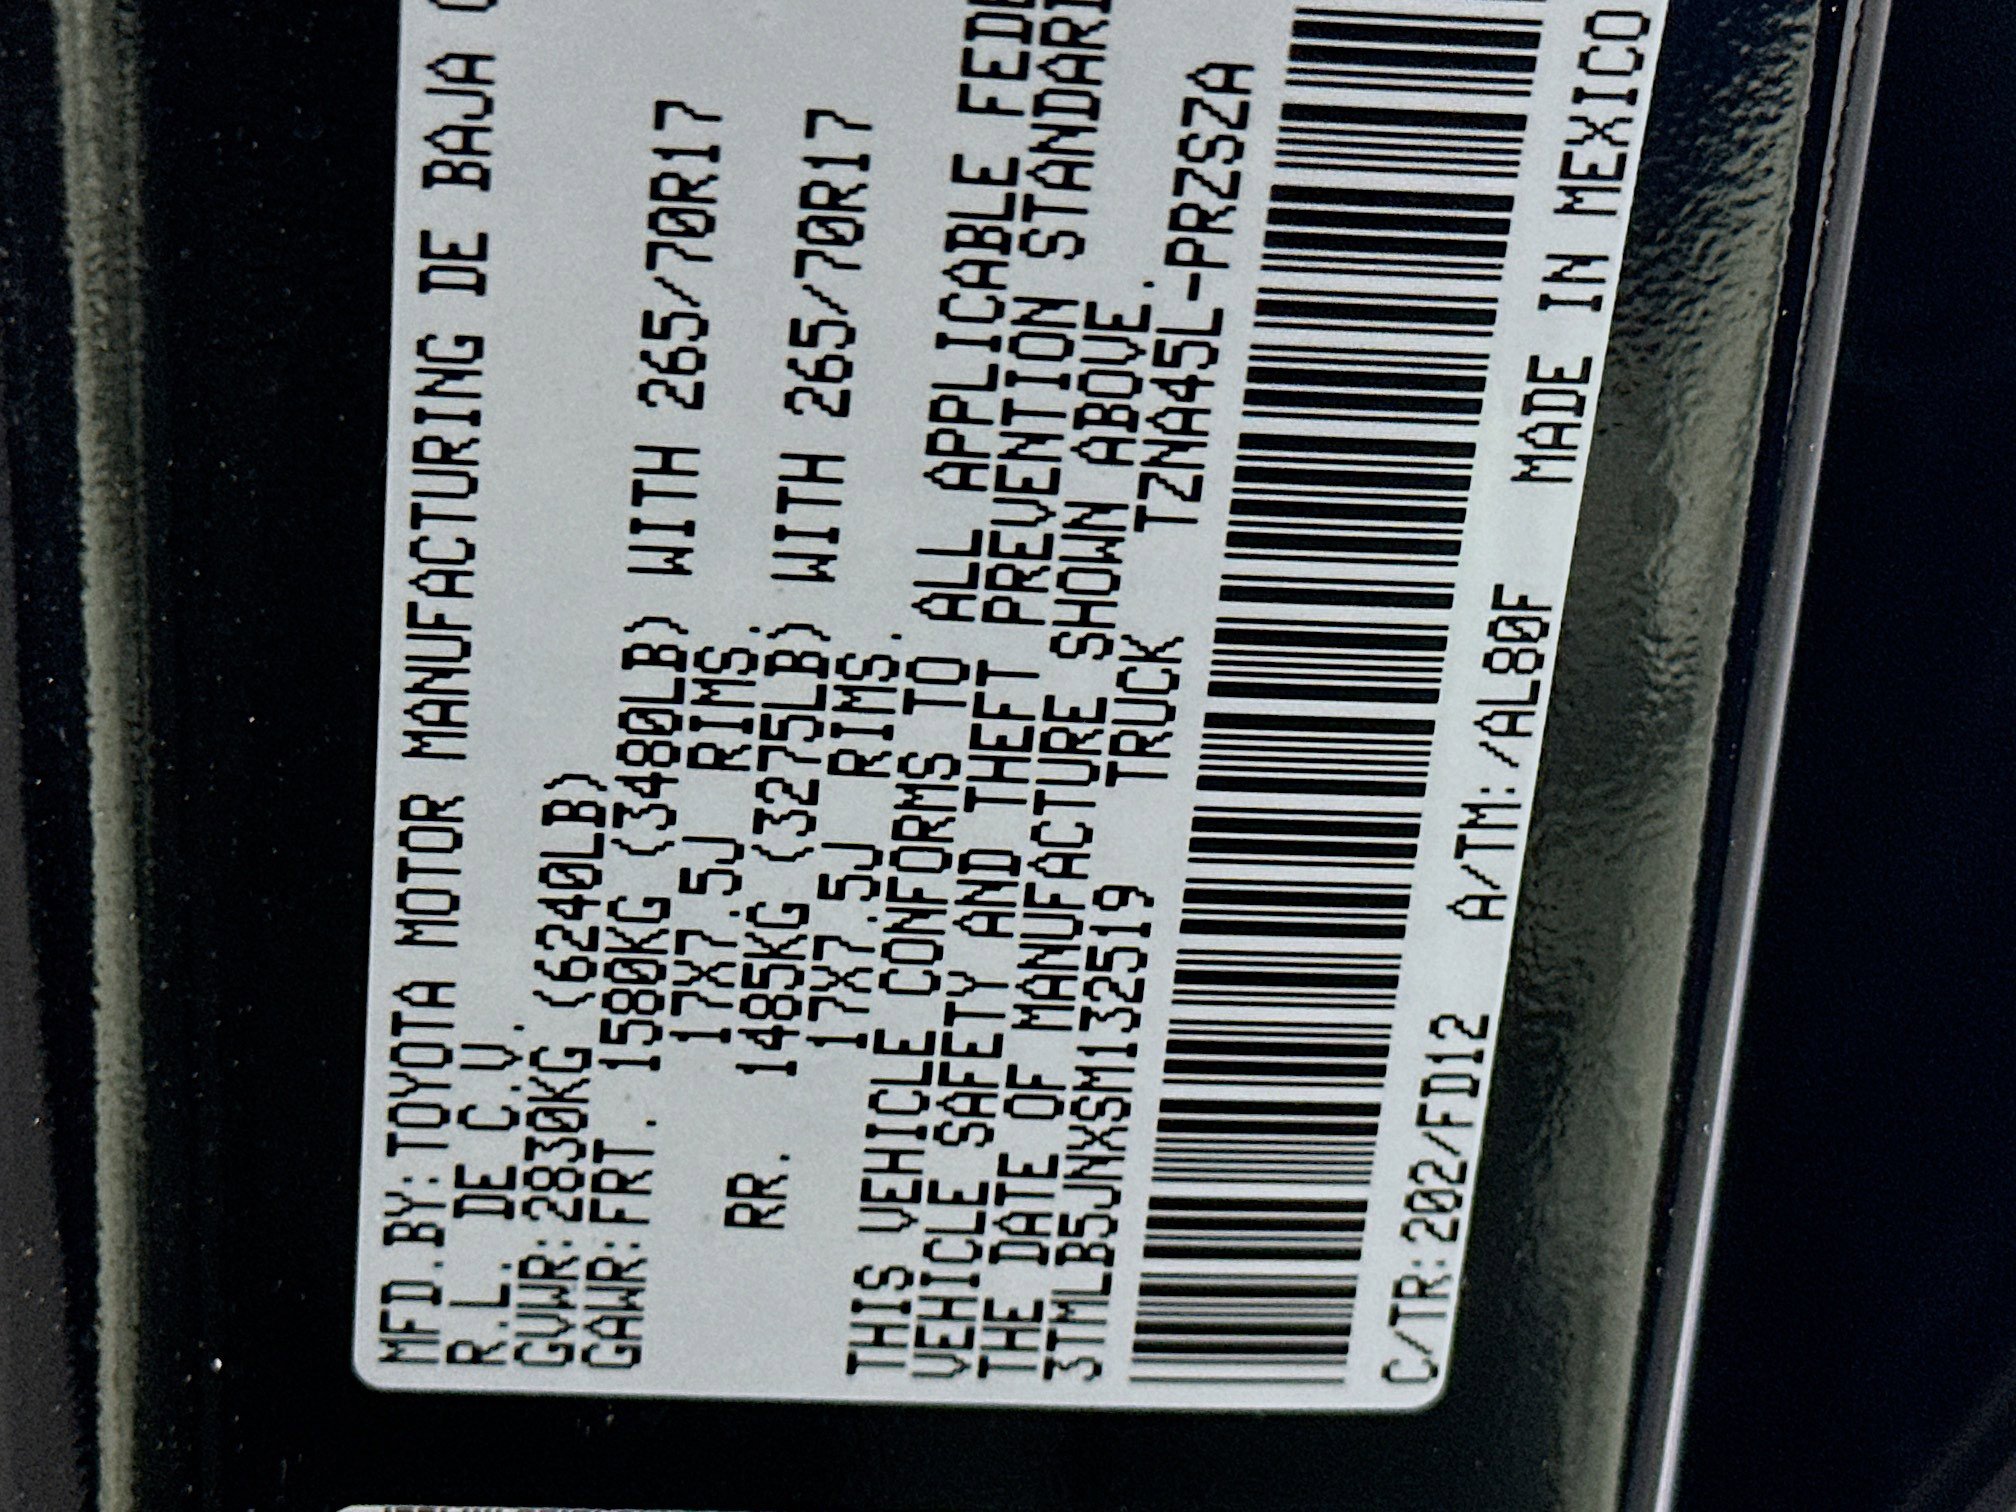 MFD.BY:TOYOTA MOTOR MANUFACTURING DE BAJA
R.L. DE C.V.
GVWR:2830KG (6240LB)
GAWR:FRT. 1580KG (3480LB) WITH 265/70R17
17X7.5J RIMS.
RR. 1485KG (3275LB) WITH 265/70R17
17X7.5J RIMS.
THIS VEHICLE CONFORMS TO ALL APPLICABLE FEDE
VEHICLE SAFETY AND THEFT PREVENTION STANDARD
THE DATE OF MANUFACTURE SHOWN ABOVE.
3TMLB5JNXSM132519 TRUCK TZNA45L-PRZSZA
C/TR:202/FD12 A/TM:/AL80F MADE IN MEXICO